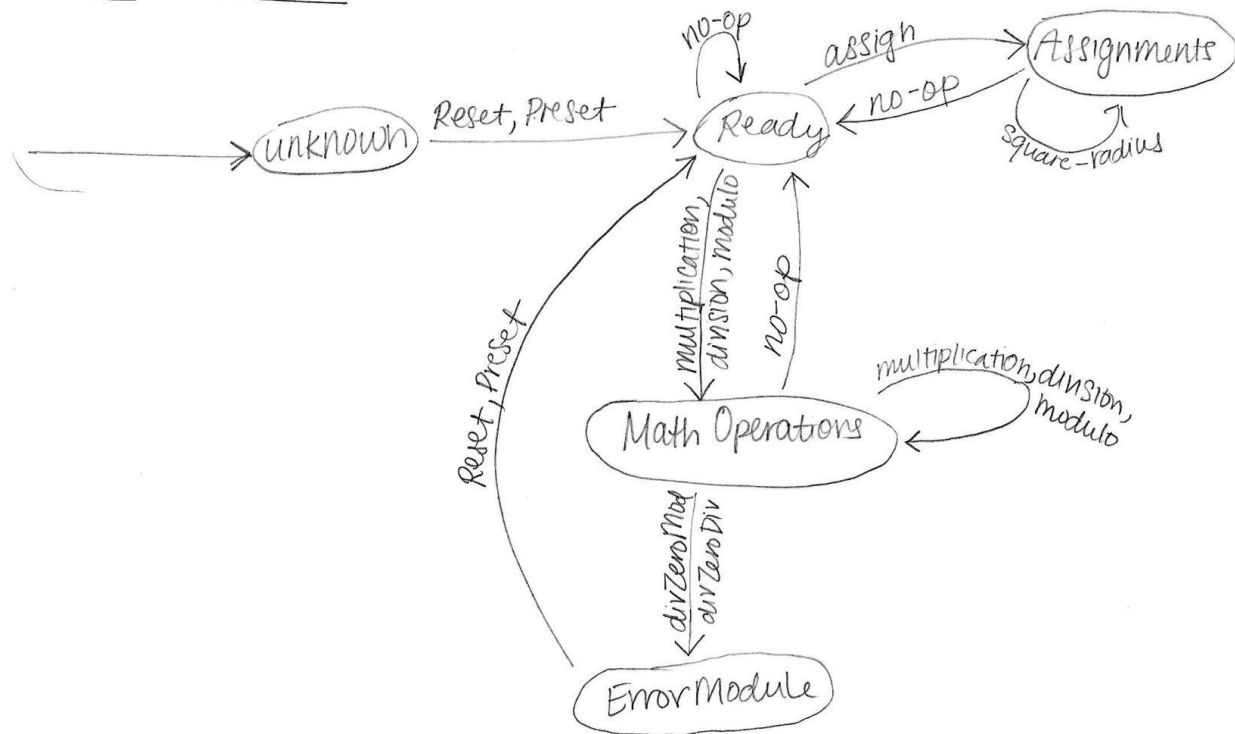 no-op
assign
Assignments
no-op
square-radius
Ready
Reset, Preset
unknown
multiplication,
division, modulo
no-op
Reset, Preset
Math Operations
multiplication, division,
modulo
divZeroMod
divZeroDiv
ErrorModule